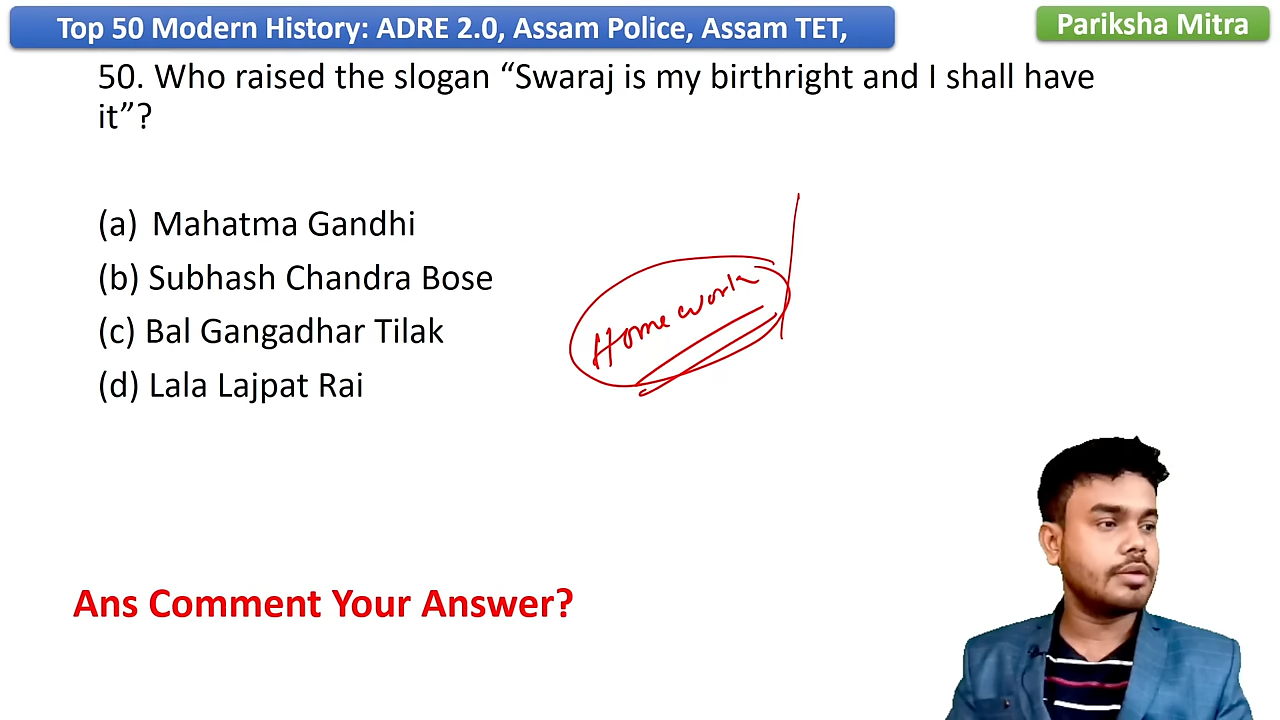 Top 50 Modern History: ADRE 2.0, Assam Police, Assam TET,
Pariksha Mitra
50. Who raised the slogan “Swaraj is my birthright and I shall have
it”?
(a) Mahatma Gandhi
(b) Subhash Chandra Bose
(c) Bal Gangadhar Tilak
(d) Lala Lajpat Rai
Home work
Ans Comment Your Answer?